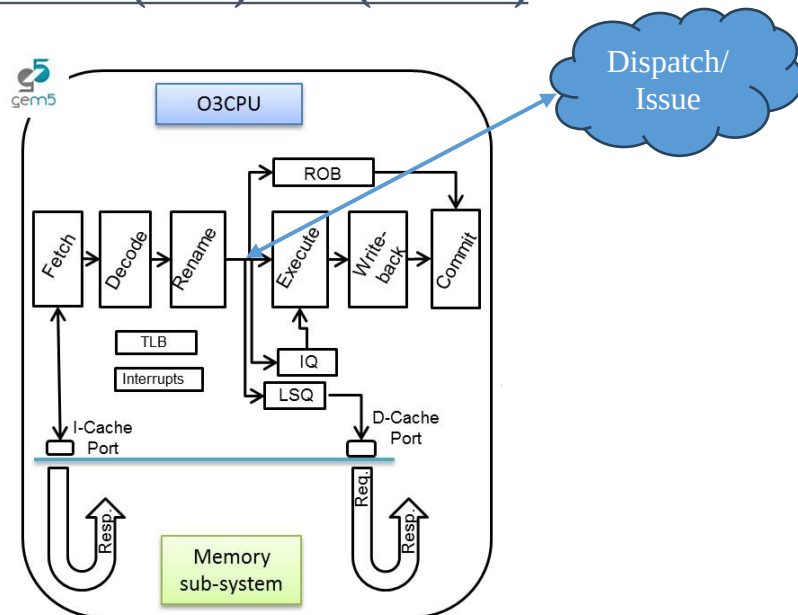 gem5
O3CPU
Dispatch/
Issue
ROB
Fetch
Decode
Rename
Execute
Write-
back
Commit
TLB
IQ
Interrupts
LSQ
I-Cache
Port
D-Cache
Port
Resp.
Req.
Resp.
Memory
sub-system